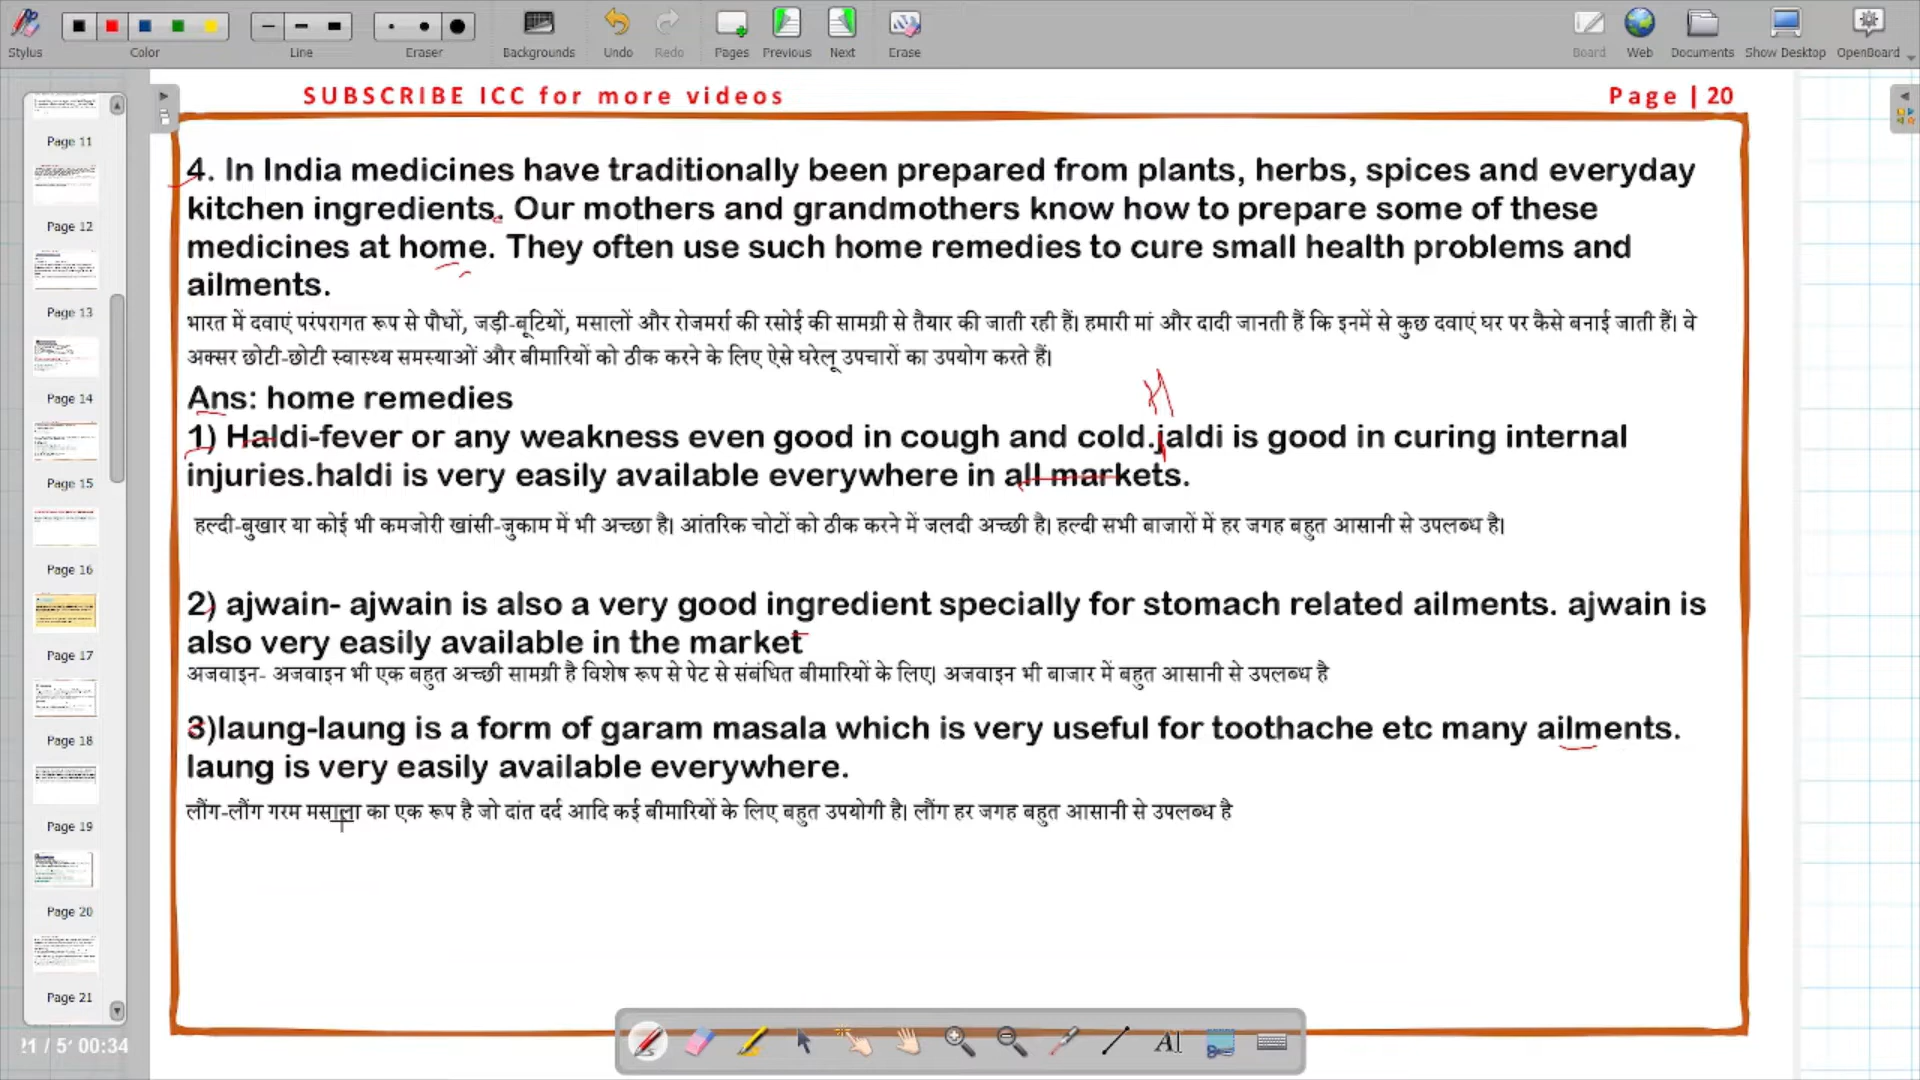 Stylus Color Line Eraser Backgrounds Undo Redo Pages Previous Next Erase Board Web Documents Show Desktop OpenBoard
SUBSCRIBE ICC for more videos Page | 20
4. In India medicines have traditionally been prepared from plants, herbs, spices and everyday
kitchen ingredients. Our mothers and grandmothers know how to prepare some of these
medicines at home. They often use such home remedies to cure small health problems and
ailments.
भारत में दवाएं परंपरागत रूप से पौधों, जड़ी-बूटियों, मसालों और रोजमर्रा की रसोई की सामग्री से तैयार की जाती रही हैं। हमारी मां और दादी जानती हैं कि इनमें से कुछ दवाएं घर पर कैसे बनाई जाती हैं। वे
अक्सर छोटी-छोटी स्वास्थ्य समस्याओं और बीमारियों को ठीक करने के लिए ऐसे घरेलू उपचारों का उपयोग करते हैं।
Ans: home remedies
1) Haldi-fever or any weakness even good in cough and cold.jaldi is good in curing internal
injuries.haldi is very easily available everywhere in all markets.
हल्दी-बुखार या कोई भी कमजोरी खांसी-जुकाम में भी अच्छा है। आंतरिक चोटों को ठीक करने में जलदी अच्छी है। हल्दी सभी बाजारों में हर जगह बहुत आसानी से उपलब्ध है।
2) ajwain- ajwain is also a very good ingredient specially for stomach related ailments. ajwain is
also very easily available in the market
अजवाइन- अजवाइन भी एक बहुत अच्छी सामग्री है विशेष रूप से पेट से संबंधित बीमारियों के लिए। अजवाइन भी बाजार में बहुत आसानी से उपलब्ध है
3)laung-laung is a form of garam masala which is very useful for toothache etc many ailments.
laung is very easily available everywhere.
लौंग-लौंग गरम मसाला का एक रूप है जो दांत दर्द आदि कई बीमारियों के लिए बहुत उपयोगी है। लौंग हर जगह बहुत आसानी से उपलब्ध है
Page 11
Page 12
Page 13
Page 14
Page 15
Page 16
Page 17
Page 18
Page 19
Page 20
Page 21
00:34